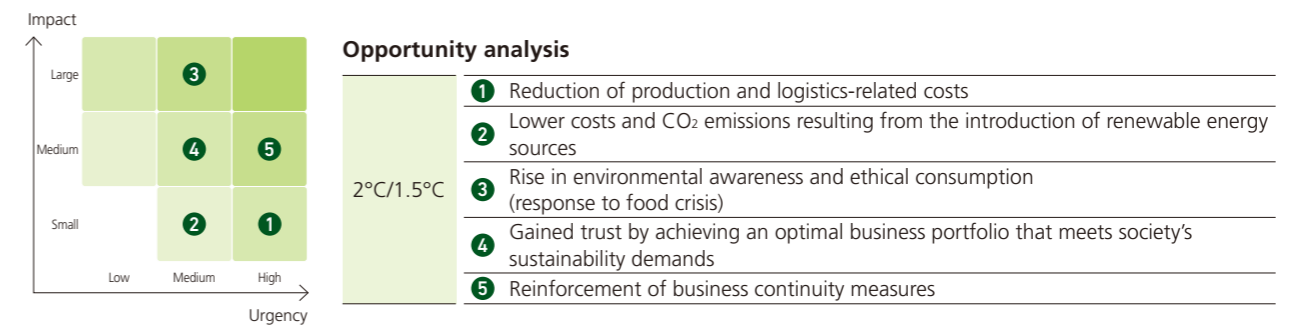 Impact
Large
3
Medium
4
5
Small
2
1
Low
Medium
High
Urgency
Opportunity analysis
2°C/1.5°C
1 Reduction of production and logistics-related costs
2 Lower costs and CO₂ emissions resulting from the introduction of renewable energy
sources
3 Rise in environmental awareness and ethical consumption
(response to food crisis)
4 Gained trust by achieving an optimal business portfolio that meets society’s
sustainability demands
5 Reinforcement of business continuity measures